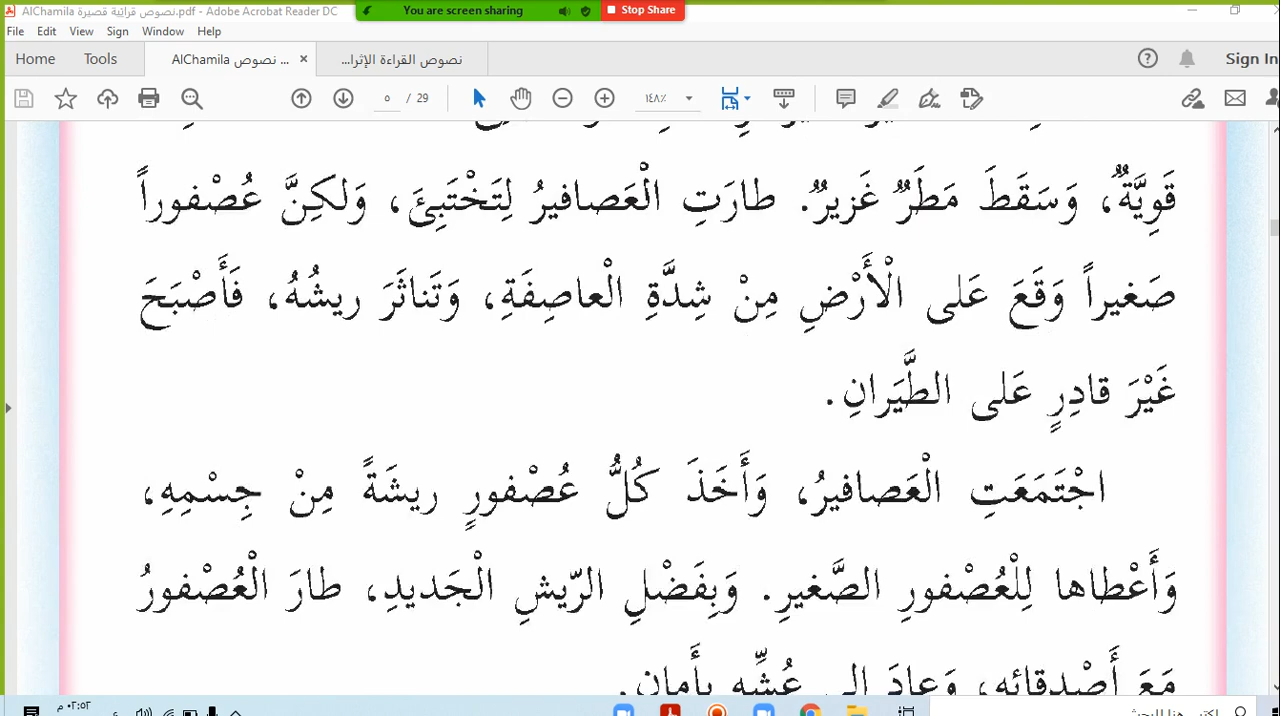 نصوص قرائية قصيرة AlChamila.pdf - Adobe Acrobat Reader DC
You are screen sharing
Stop Share
File Edit View Sign Window Help
Home Tools
نصوص AlChamila ...
نصوص القراءة الإثرا...
Sign In
٥ / 29
١٤٨٪
قَوِيَّةٌ، وَسَقَطَ مَطَرٌ غَزيرٌ. طارَتِ الْعَصافيرُ لِتَخْتَبِئَ، وَلكِنَّ عُصْفوراً
صَغيراً وَقَعَ عَلى الْأَرْضِ مِنْ شِدَّةِ الْعاصِفَةِ، وَتَناثَرَ ريشُهُ، فَأَصْبَحَ
غَيْرَ قادِرٍ عَلى الطَّيَرانِ.
اجْتَمَعَتِ الْعَصافيرُ، وَأَخَذَ كُلُّ عُصْفورٍ ريشَةً مِنْ جِسْمِهِ،
وَأَعْطاها لِلْعُصْفورِ الصَّغيرِ. وَبِفَضْلِ الرّيشِ الْجَديدِ، طارَ الْعُصْفورُ
مَعَ أَصْدِقائِهِ، وَعادَ إِلى عُشِّهِ بِأَمانٍ.
٠٢:٥٢ م